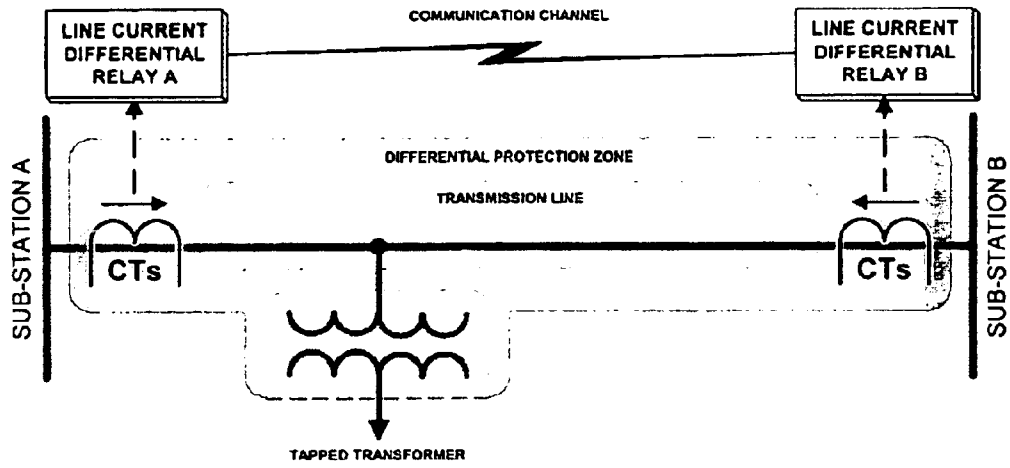 COMMUNICATION CHANNEL
LINE CURRENT
DIFFERENTIAL
RELAY A
LINE CURRENT
DIFFERENTIAL
RELAY B
SUB-STATION A
DIFFERENTIAL PROTECTION ZONE
TRANSMISSION LINE
CTs
CTs
SUB-STATION B
TAPPED TRANSFORMER